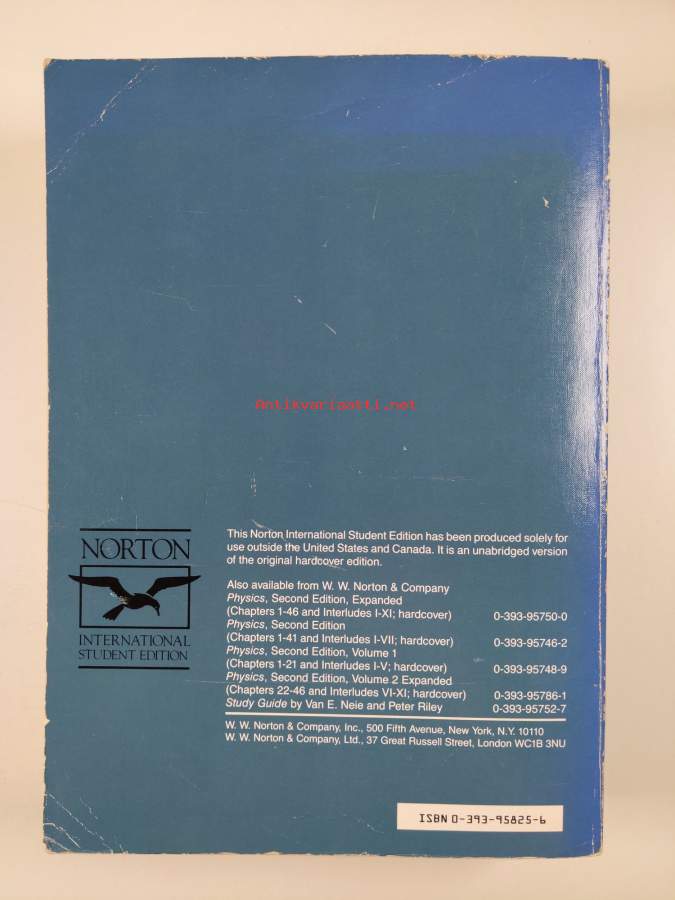 Antikvariaatti.net
This Norton International Student Edition has been produced solely for
use outside the United States and Canada. It is an unabridged version
of the original hardcover edition.
NORTON
INTERNATIONAL
STUDENT EDITION
Also available from W. W. Norton & Company
Physics, Second Edition, Expanded
(Chapters 1-46 and Interludes I-XI; hardcover) 0-393-95750-0
Physics, Second Edition
(Chapters 1-41 and Interludes I-VII; hardcover) 0-393-95746-2
Physics, Second Edition, Volume 1
(Chapters 1-21 and Interludes I-V; hardcover) 0-393-95748-9
Physics, Second Edition, Volume 2 Expanded
(Chapters 22-46 and Interludes VI-XI; hardcover) 0-393-95786-1
Study Guide by Van E. Neie and Peter Riley 0-393-95752-7
W. W. Norton & Company, Inc., 500 Fifth Avenue, New York, N.Y. 10110
W. W. Norton & Company, Ltd., 37 Great Russell Street, London WC1B 3NU
ISBN 0-393-95825-6